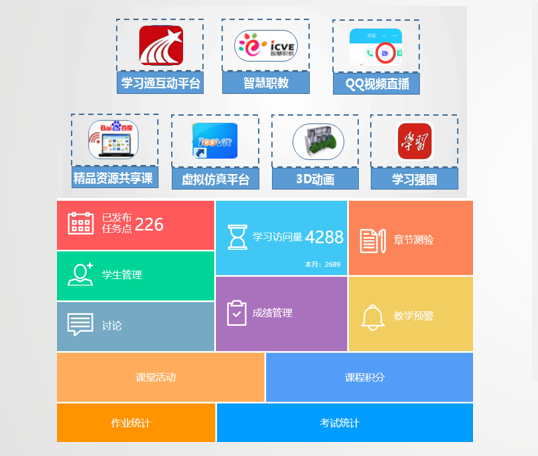 iCVE
智慧职教
学习通互动平台
智慧职教
QQ视频直播
Bai百度
学習
精品资源共享课
虚拟仿真平台
3D动画
学习强国
已发布
任务点 226
学习访问量 4288
本月：2689
章节测验
学生管理
讨论
成绩管理
教学预警
课堂活动
课程积分
作业统计
考试统计